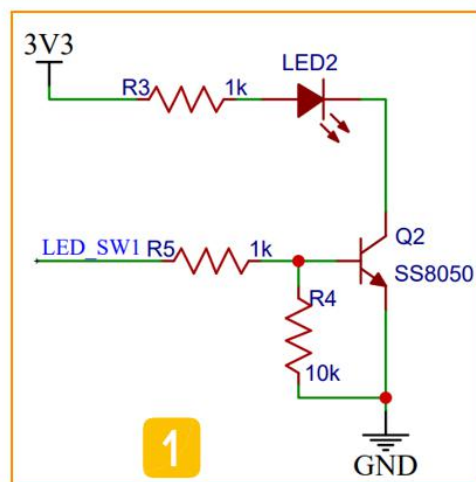 3V3
LED2
R3 1k
LED_SW1 R5 1k
Q2
SS8050
R4
10k
1
GND